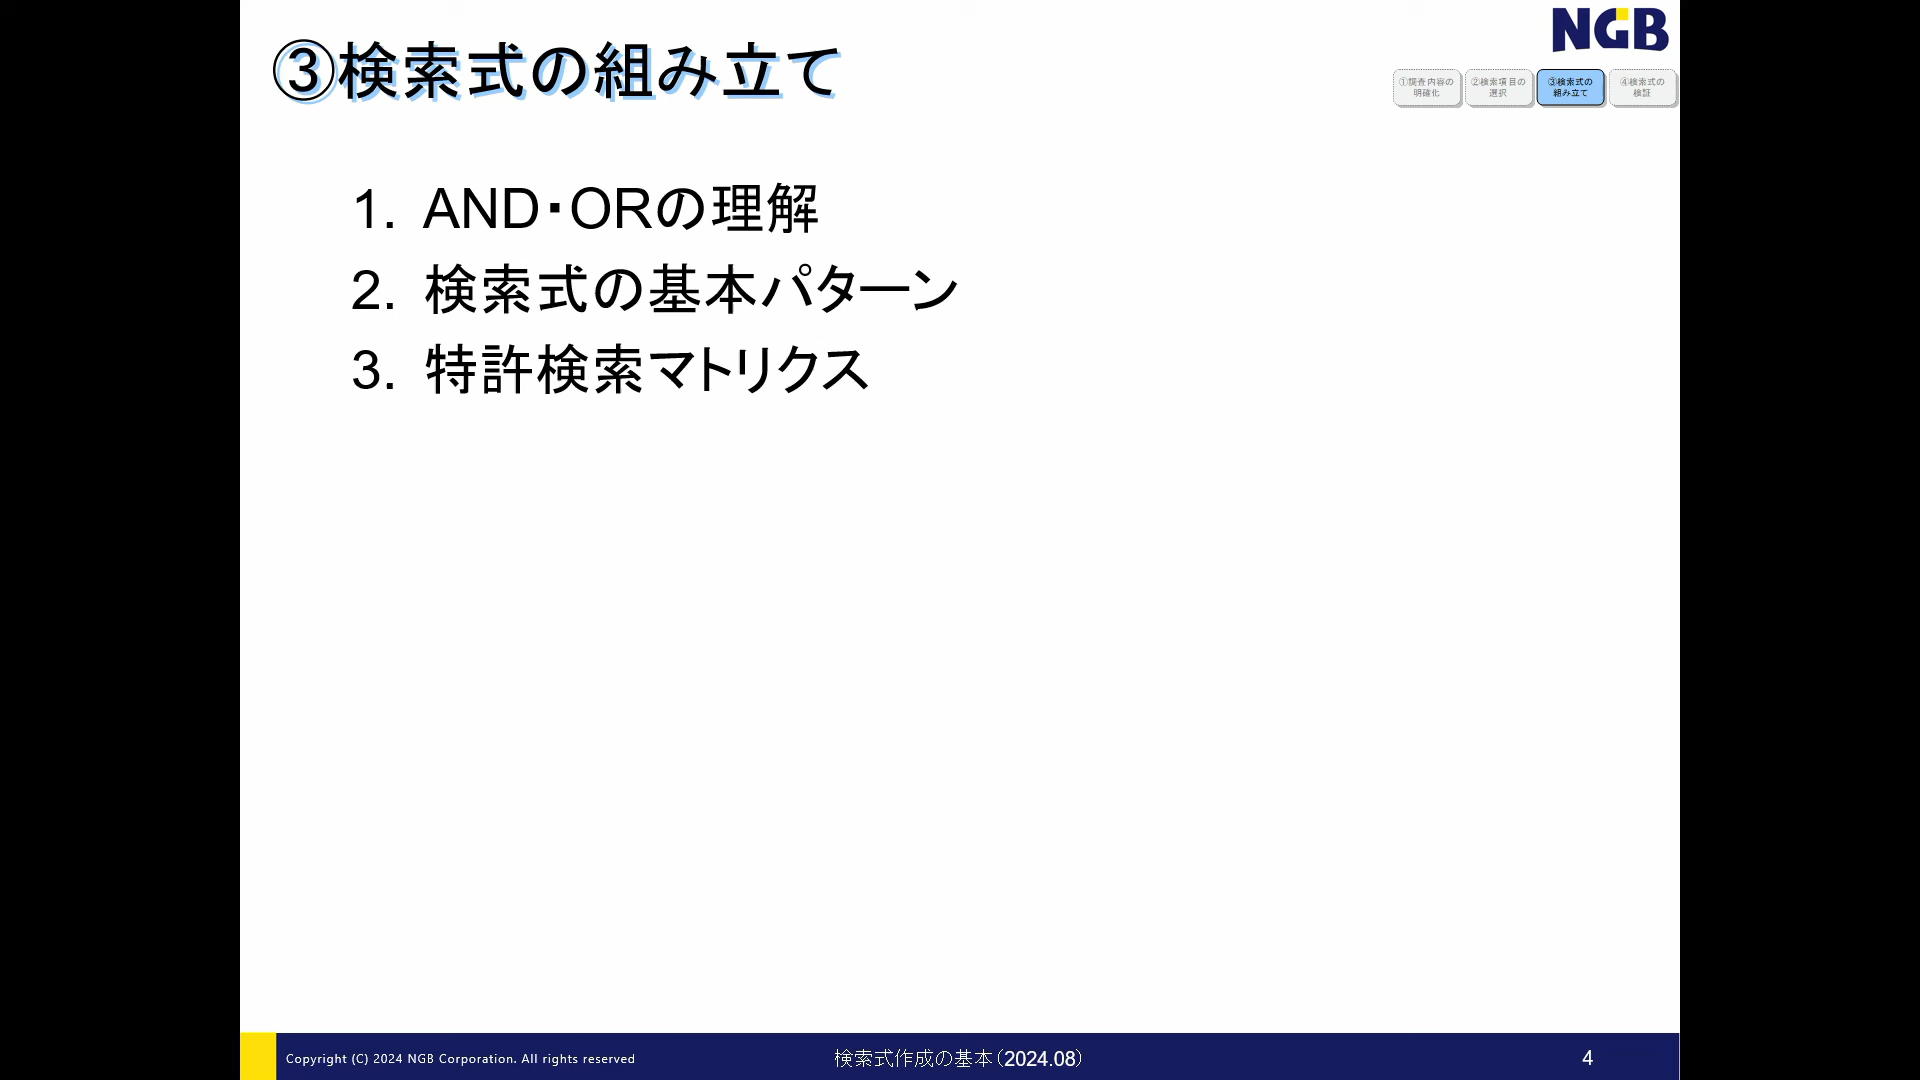 ③検索式の組み立て
NGB
①調査内容の
明確化
②検索項目の
選択
③検索式の
組み立て
④検索式の
検証
1. AND・ORの理解
2. 検索式の基本パターン
3. 特許検索マトリクス
Copyright (C) 2024 NGB Corporation. All rights reserved
検索式作成の基本（2024.08）
4